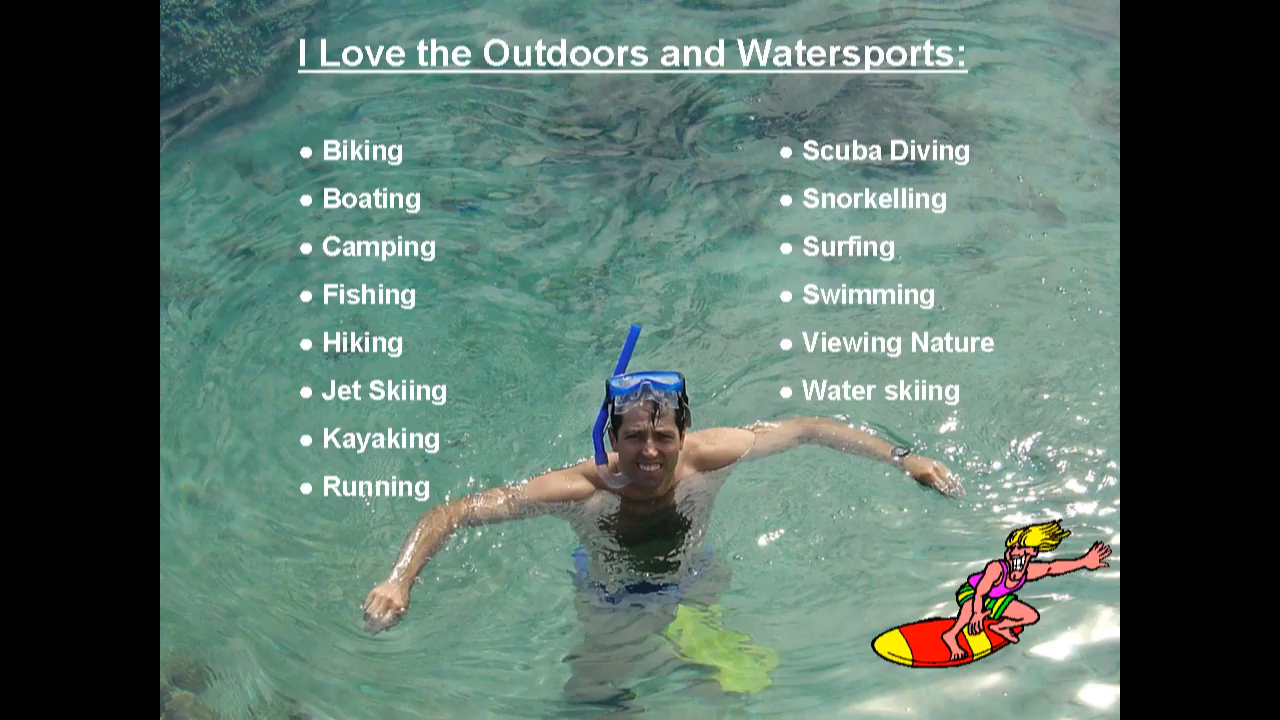 I Love the Outdoors and Watersports:
● Biking
● Boating
● Camping
● Fishing
● Hiking
● Jet Skiing
● Kayaking
● Running
● Scuba Diving
● Snorkelling
● Surfing
● Swimming
● Viewing Nature
● Water skiing